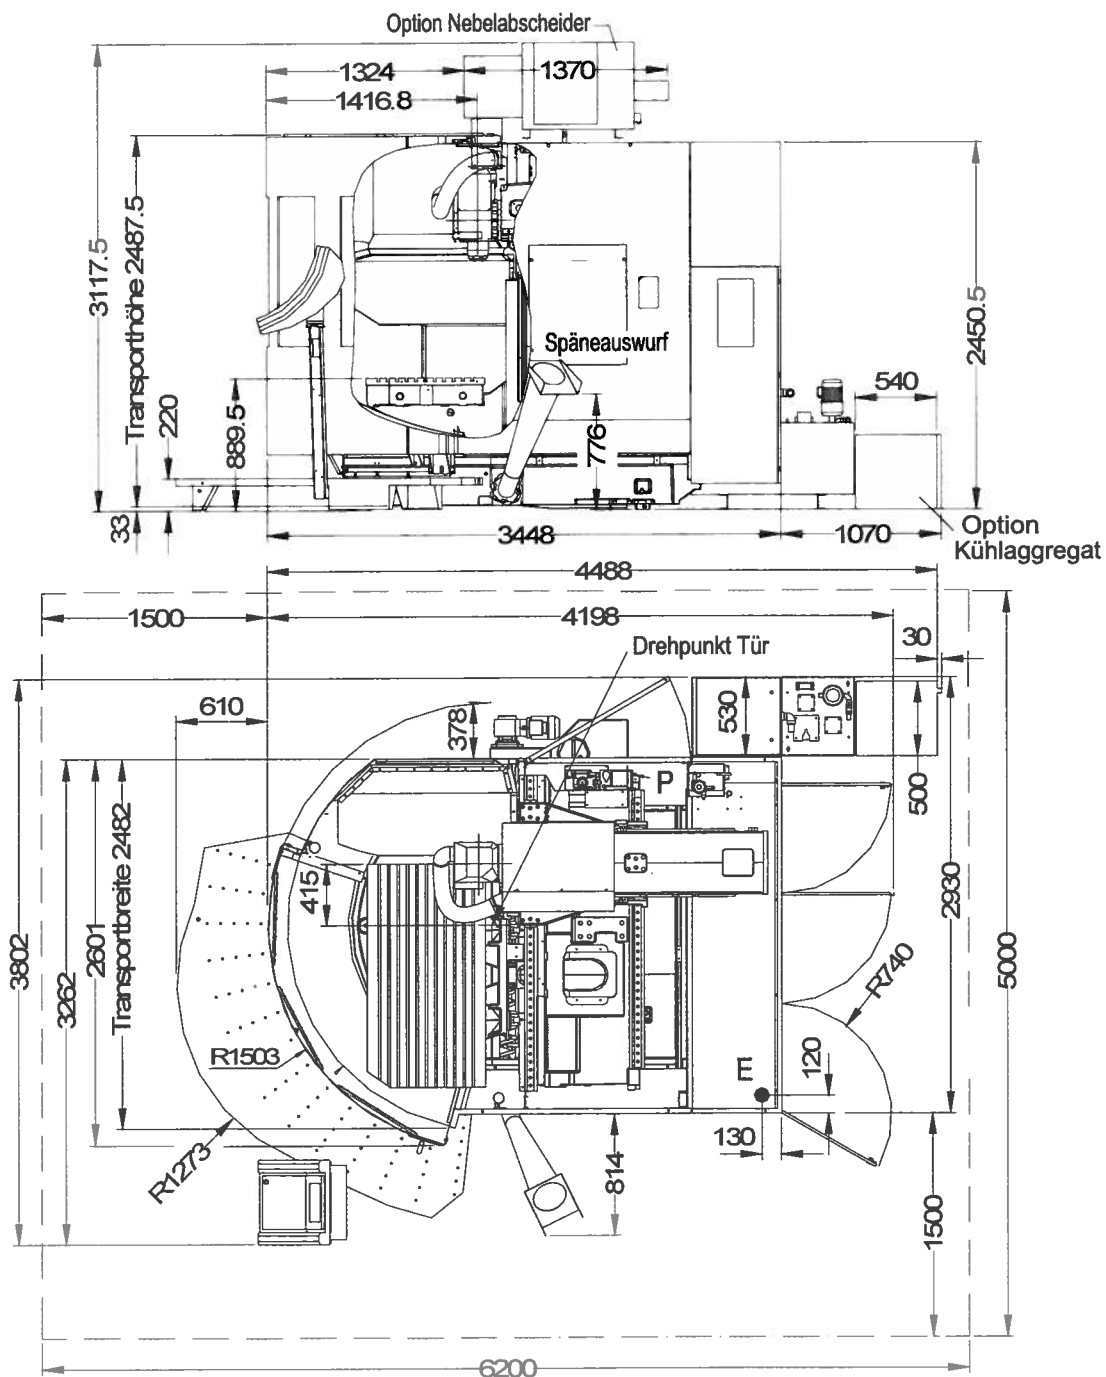 Option Nebelabscheider
1324
1370
1416.8
3117.5
Transporthöhe 2487.5
220
33
889.5
Späneauswurf
776
2450.5
540
3448
1070
Option
Kühlaggregat
4488
1500
4198
30
Drehpunkt Tür
610
378
530
500
P
3802
3262
2601
Transportbreite 2482
415
2930
5000
R740
R1503
E
120
130
R1273
814
1500
6200